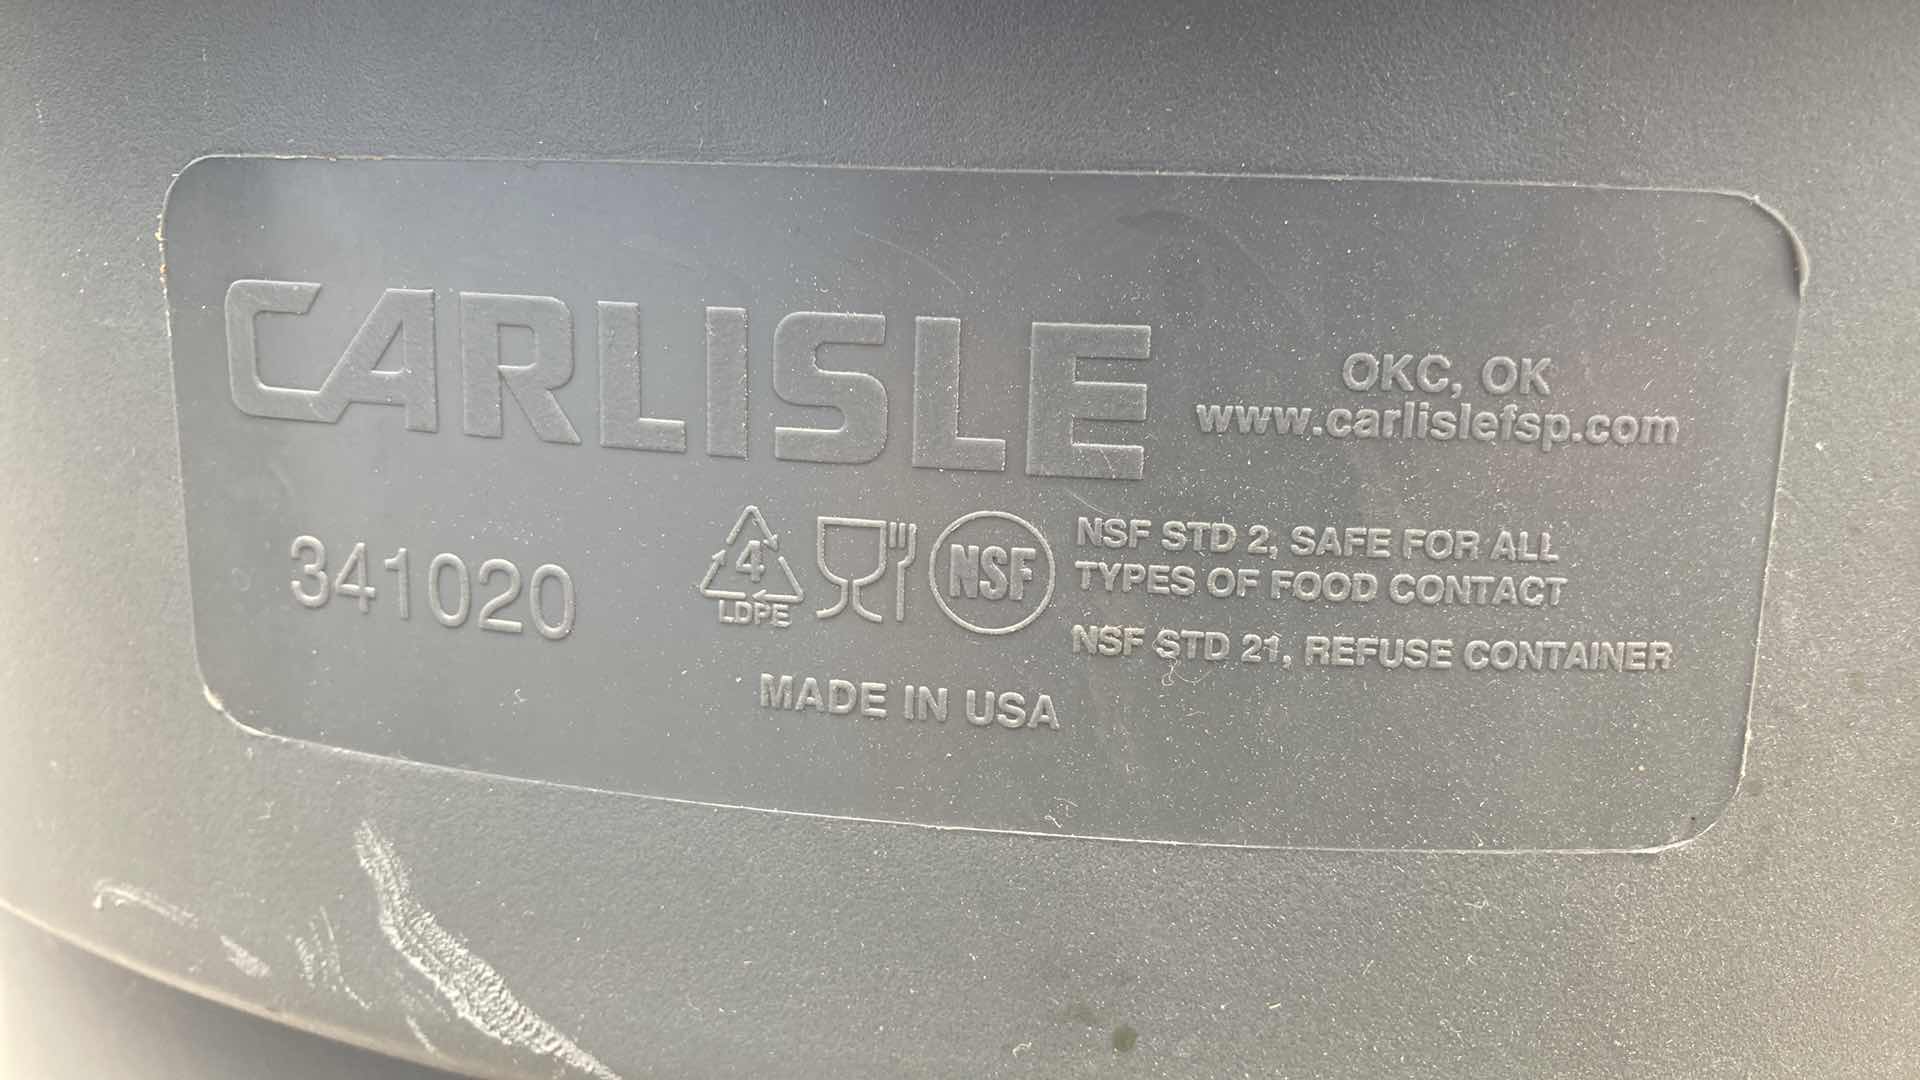 CARLISLE
OKC, OK
www.carlislefsp.com
341020
4
LDPE
NSF
NSF STD 2, SAFE FOR ALL
TYPES OF FOOD CONTACT
NSF STD 21, REFUSE CONTAINER
MADE IN USA